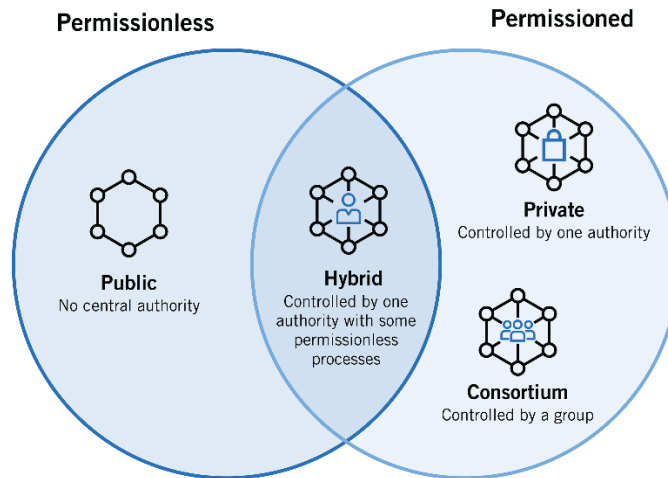 Permissionless
Permissioned
Public
No central authority
Hybrid
Controlled by one
authority with some
permissionless
processes
Private
Controlled by one authority
Consortium
Controlled by a group